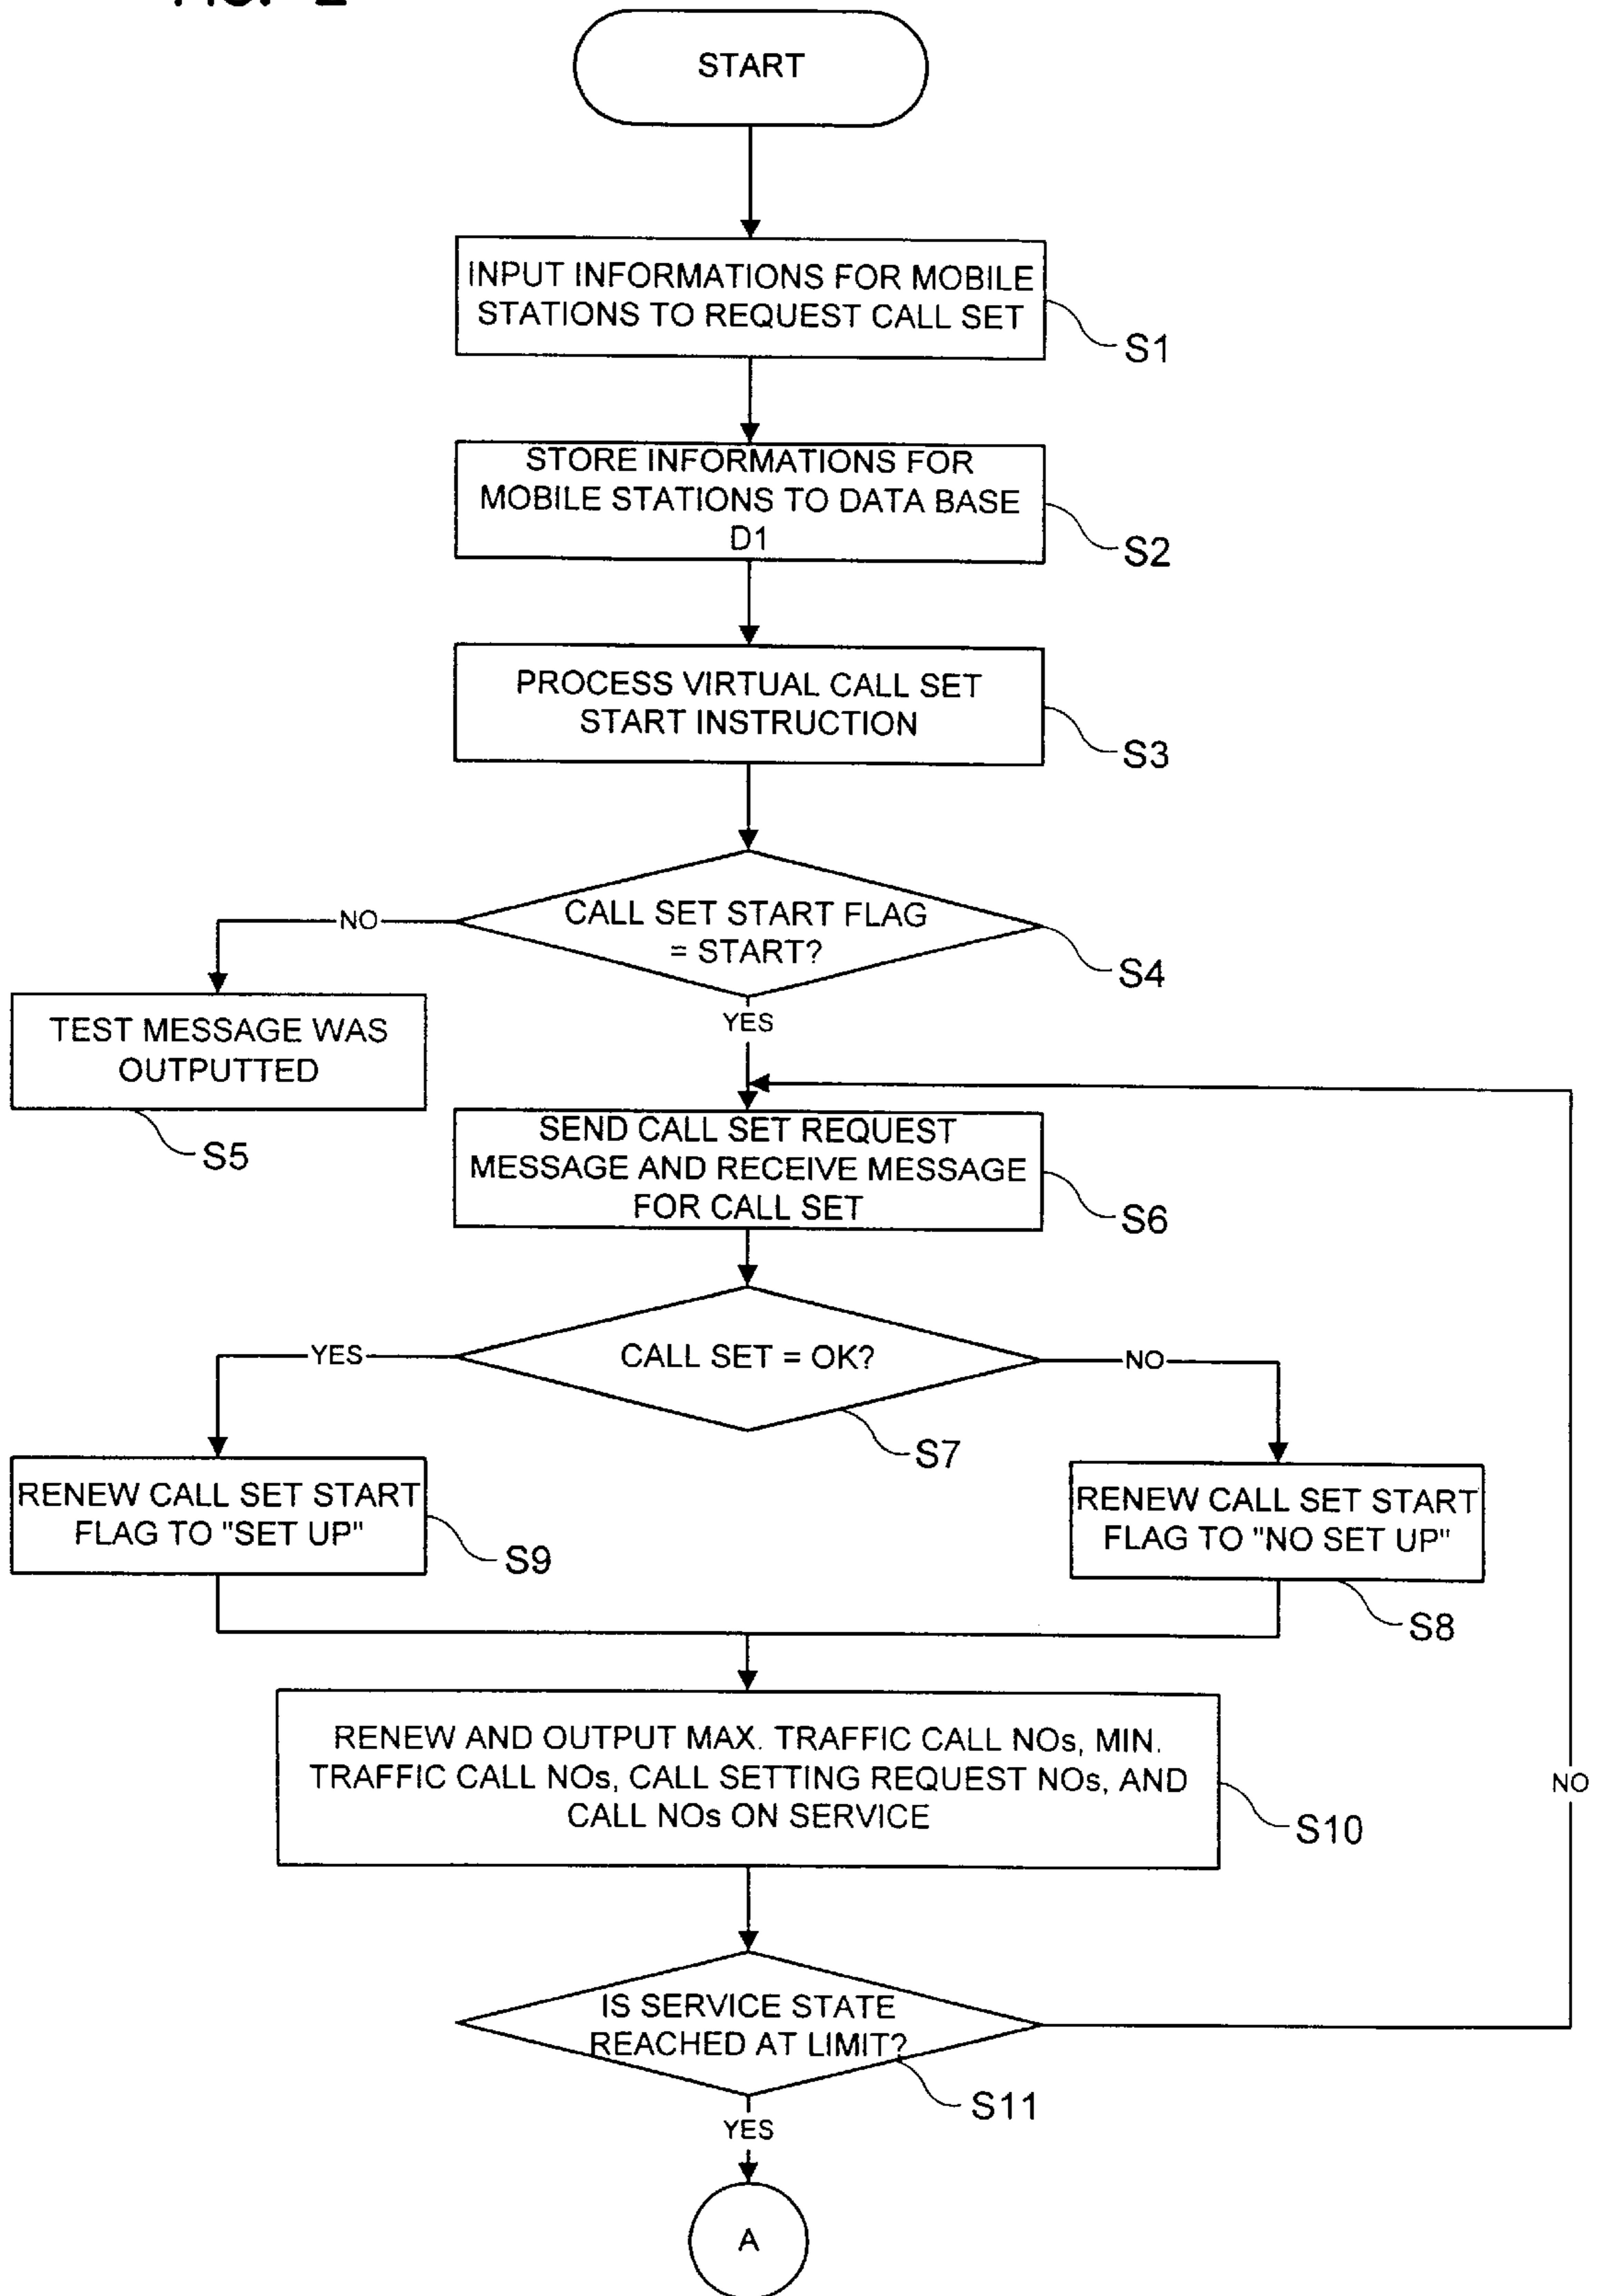 START
INPUT INFORMATIONS FOR MOBILE
STATIONS TO REQUEST CALL SET
S1
STORE INFORMATIONS FOR
MOBILE STATIONS TO DATA BASE
D1
S2
PROCESS VIRTUAL CALL SET
START INSTRUCTION
S3
CALL SET START FLAG
= START?
S4
NO
YES
TEST MESSAGE WAS
OUTPUTTED
S5
SEND CALL SET REQUEST
MESSAGE AND RECEIVE MESSAGE
FOR CALL SET
S6
CALL SET = OK?
S7
YES
NO
RENEW CALL SET START
FLAG TO "SET UP"
S9
RENEW CALL SET START
FLAG TO "NO SET UP"
S8
RENEW AND OUTPUT MAX. TRAFFIC CALL NOs, MIN.
TRAFFIC CALL NOs, CALL SETTING REQUEST NOs, AND
CALL NOs ON SERVICE
S10
NO
IS SERVICE STATE
REACHED AT LIMIT?
S11
YES
A